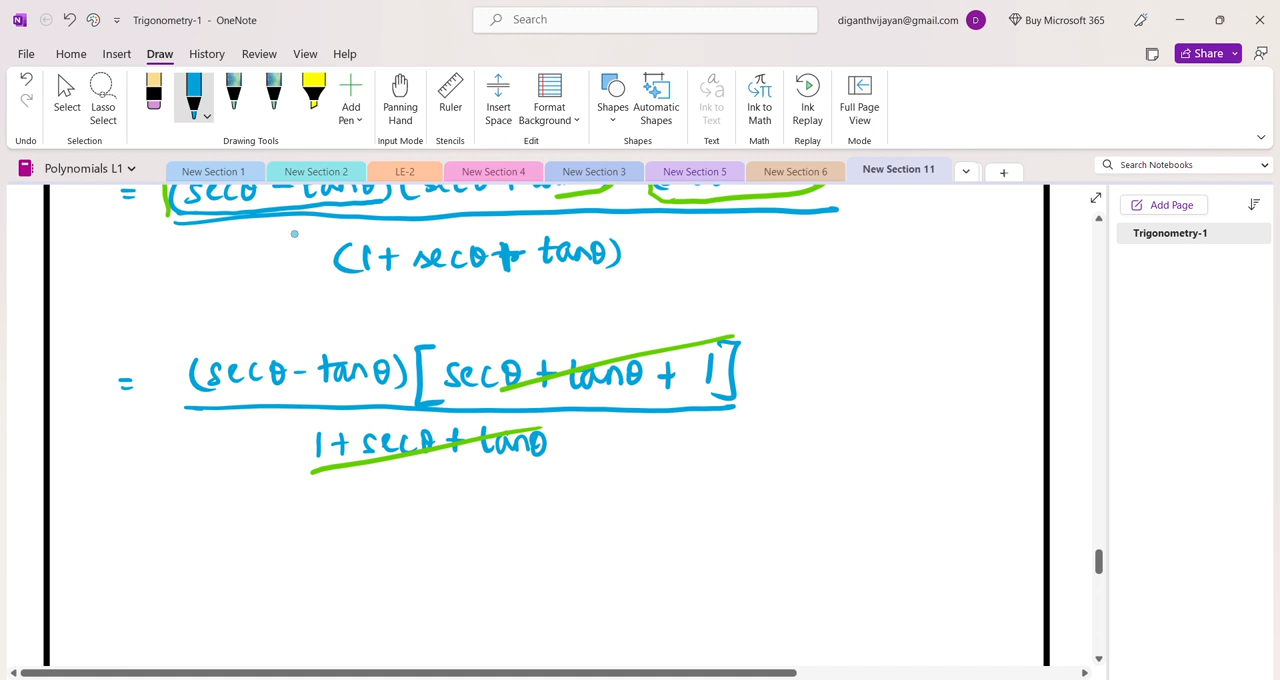 Trigonometry-1 - OneNote
Search
diganthvijayan@gmail.com
D
Buy Microsoft 365
File Home Insert Draw History Review View Help
Share
Undo
Select
Lasso Select
Add Pen
Panning Hand
Ruler
Insert Space
Format Background
Shapes
Automatic Shapes
Ink to Text
Ink to Math
Ink Replay
Full Page View
Undo Selection Drawing Tools Input Mode Stencils Edit Shapes Text Math Replay Mode
Polynomials L1
New Section 1 New Section 2 LE-2 New Section 4 New Section 3 New Section 5 New Section 6 New Section 11
Search Notebooks
Add Page
Trigonometry-1
= (secθ - tanθ)(secθ +
(1 + secθ + tanθ)
= (secθ - tanθ)[secθ + tanθ + 1]
1 + secθ + tanθ